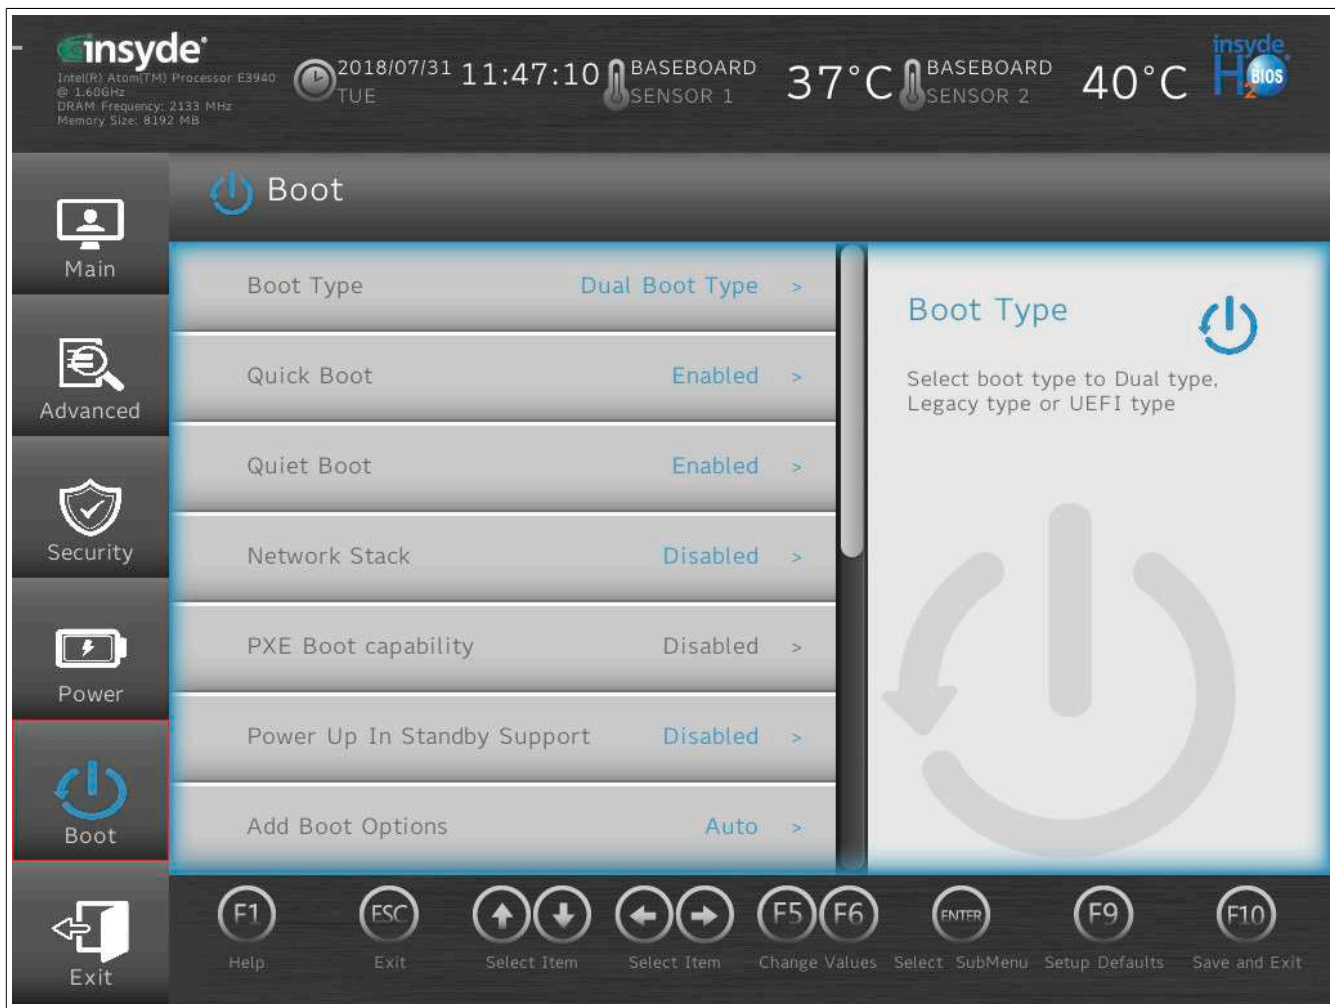 insyde
Intel(R) Atom(TM) Processor E3940
@ 1.60GHz
DRAM Frequency: 2133 MHz
Memory Size: 8192 MB
2018/07/31
TUE
11:47:10
BASEBOARD
SENSOR 1
37°C
BASEBOARD
SENSOR 2
40°C
insyde
H2BIOS
Main
Advanced
Security
Power
Boot
Exit
Boot
Boot Type Dual Boot Type >
Quick Boot Enabled >
Quiet Boot Enabled >
Network Stack Disabled >
PXE Boot capability Disabled >
Power Up In Standby Support Disabled >
Add Boot Options Auto >
Boot Type
Select boot type to Dual type,
Legacy type or UEFI type
F1 ESC F5 F6 ENTER F9 F10
Help Exit Select Item Select Item Change Values Select SubMenu Setup Defaults Save and Exit